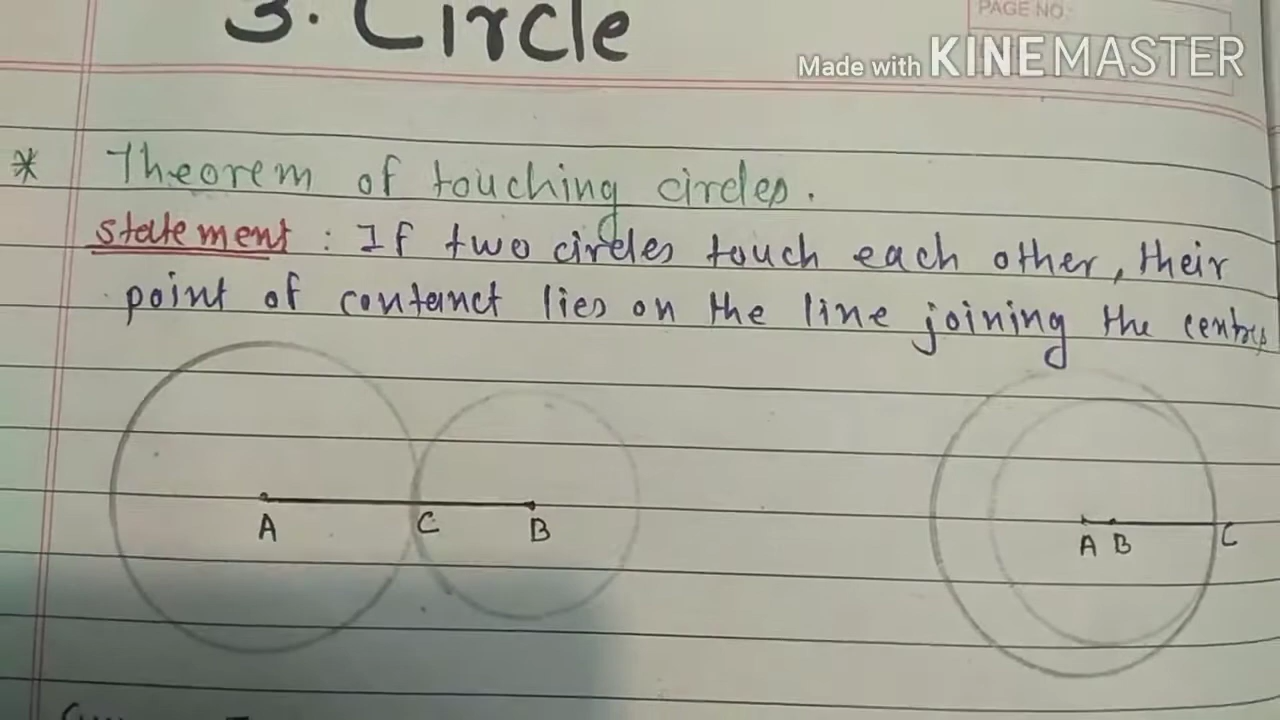 PAGE NO.
3. Circle
Made with KINEMASTER
* Theorem of touching circles.
statement : If two circles touch each other, their
point of contanct lies on the line joining the centres
A C B
A B C